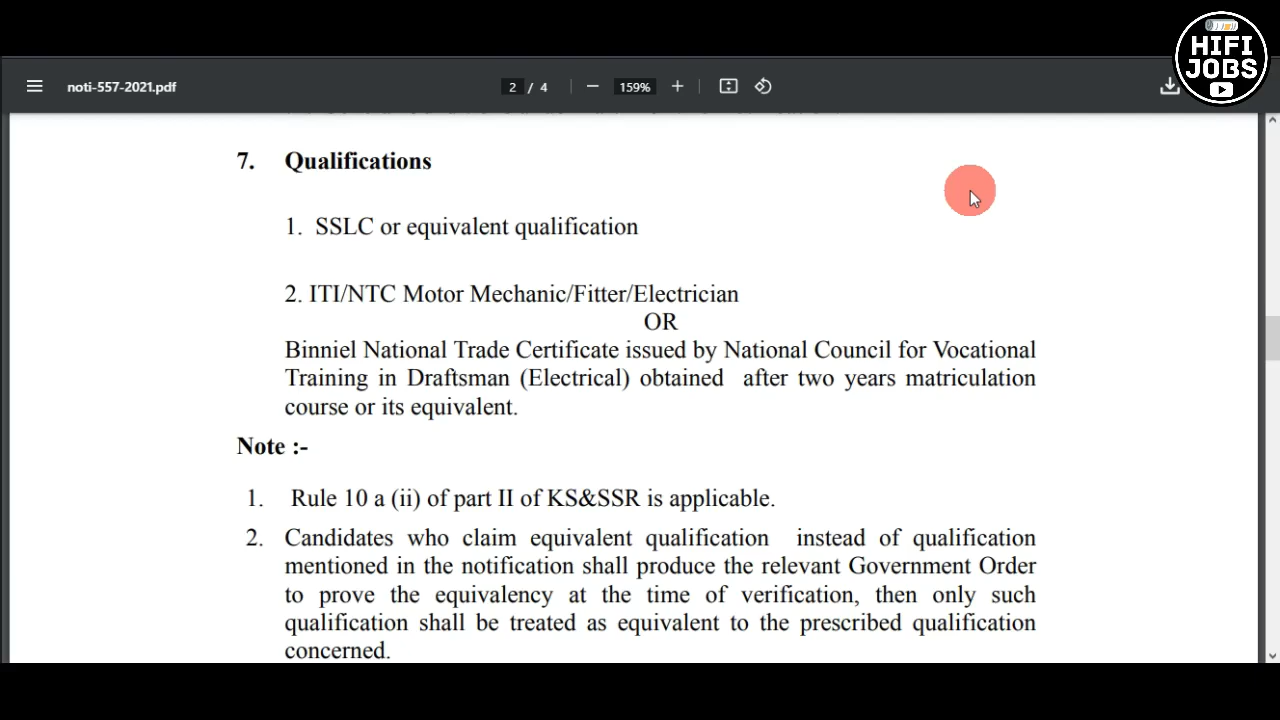 HIFI
JOBS
noti-557-2021.pdf
2 / 4
159%
7. Qualifications
1. SSLC or equivalent qualification
2. ITI/NTC Motor Mechanic/Fitter/Electrician
OR
Binniel National Trade Certificate issued by National Council for Vocational
Training in Draftsman (Electrical) obtained after two years matriculation
course or its equivalent.
Note :-
1. Rule 10 a (ii) of part II of KS&SSR is applicable.
2. Candidates who claim equivalent qualification instead of qualification
mentioned in the notification shall produce the relevant Government Order
to prove the equivalency at the time of verification, then only such
qualification shall be treated as equivalent to the prescribed qualification
concerned.